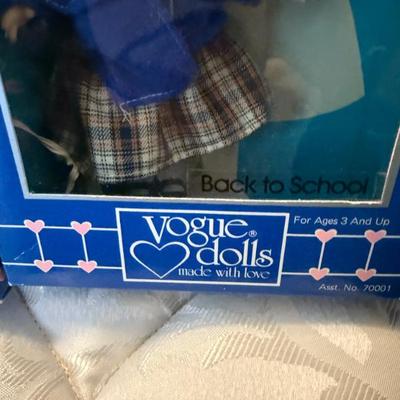 Back to School
For Ages 3 And Up
Vogue®
dolls
made with love
Asst. No. 70001